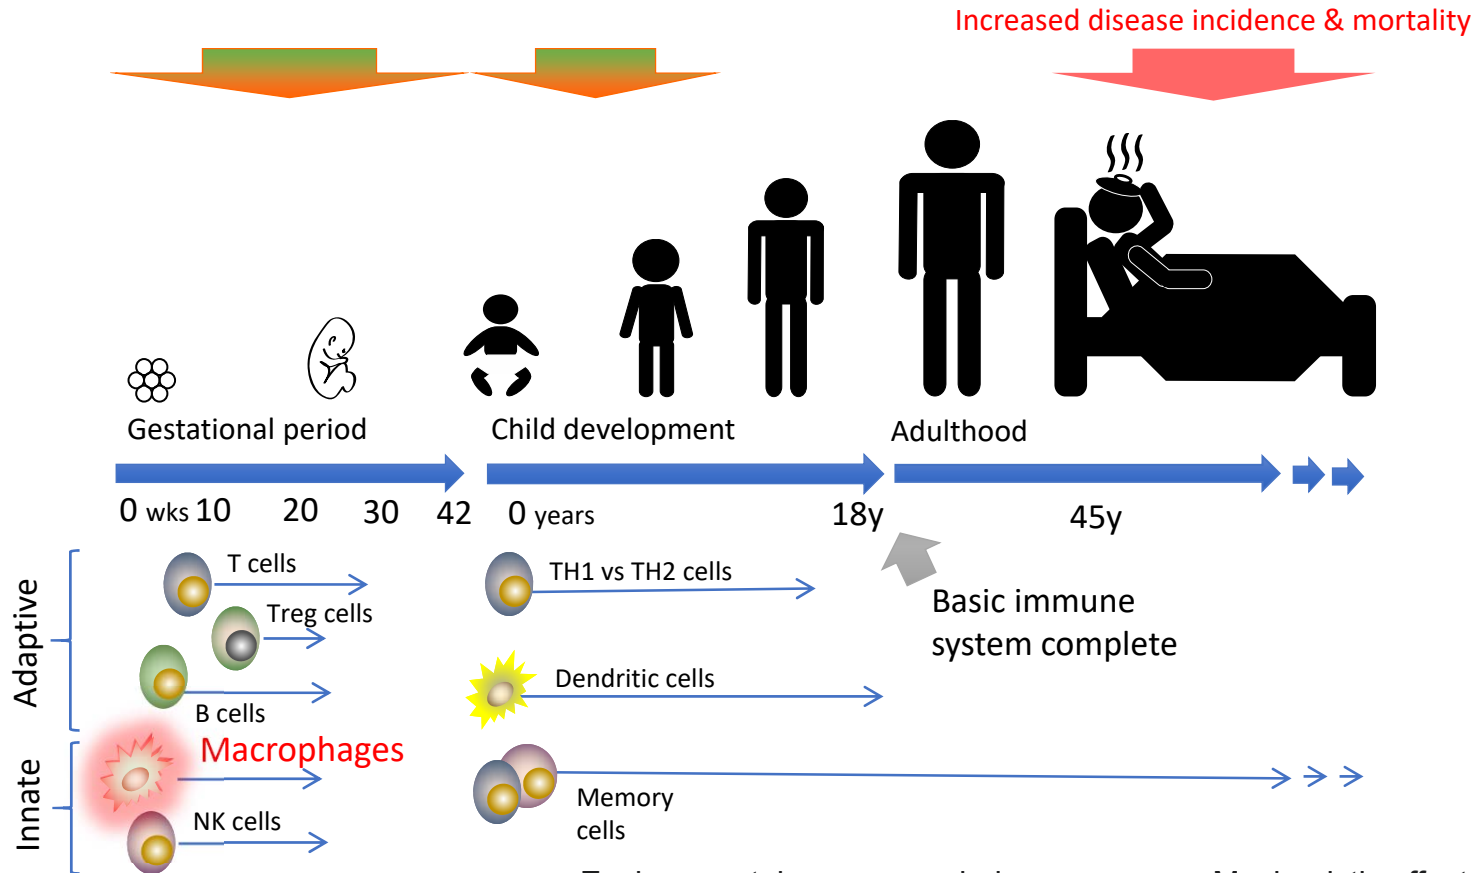 Increased disease incidence & mortality
Gestational period
Child development
Adulthood
0 wks 10 20 30 42
0 years 18y
45y
Adaptive
T cells
Treg cells
B cells
Innate
Macrophages
NK cells
TH1 vs TH2 cells
Dendritic cells
Memory
cells
Basic immune
system complete